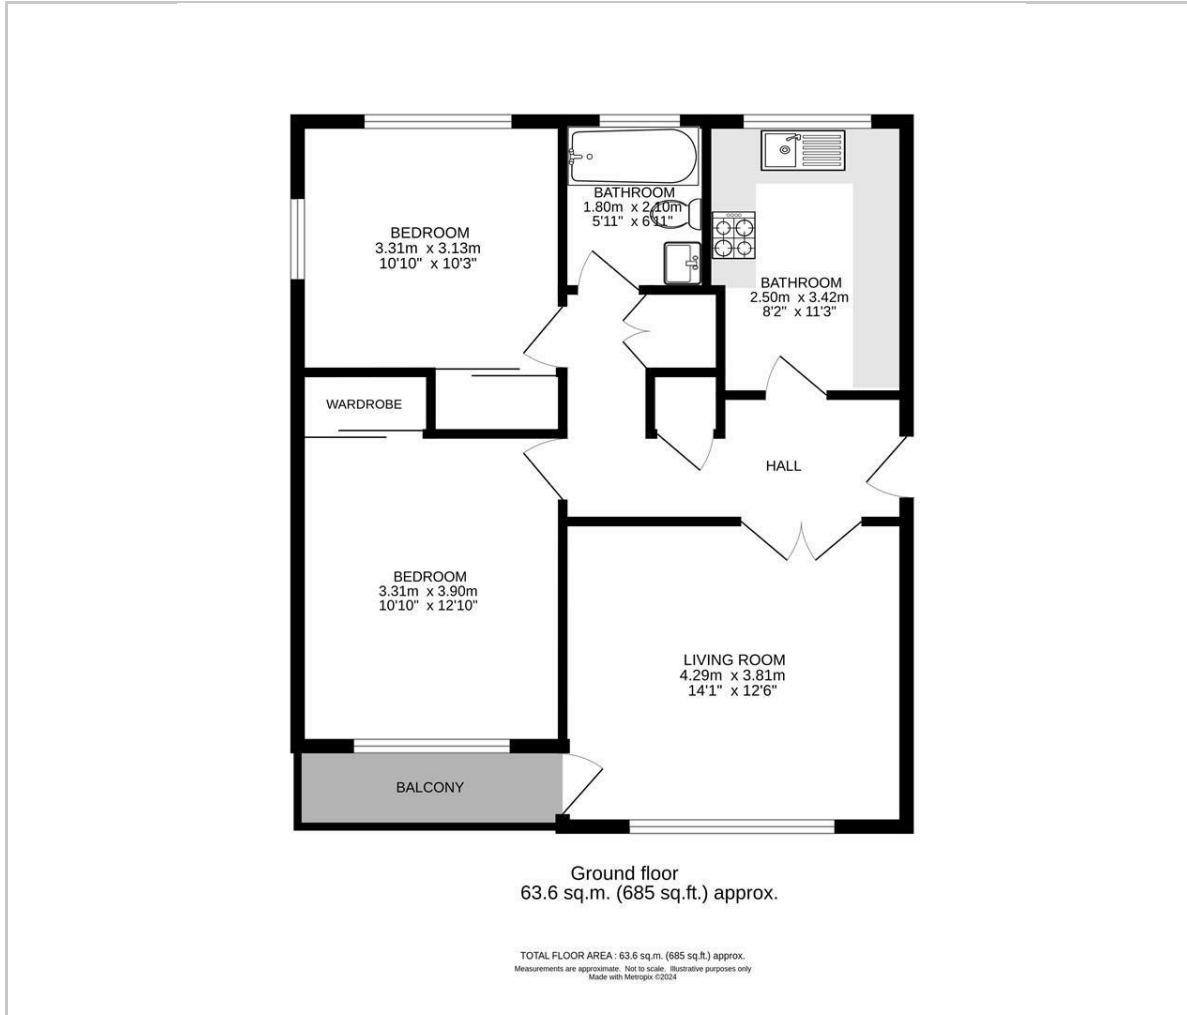 BEDROOM
3.31m x 3.13m
10'10" x 10'3"
BATHROOM
1.80m x 2.10m
5'11" x 6'11"
BATHROOM
2.50m x 3.42m
8'2" x 11'3"
WARDROBE
HALL
BEDROOM
3.31m x 3.90m
10'10" x 12'10"
LIVING ROOM
4.29m x 3.81m
14'1" x 12'6"
BALCONY
Ground floor
63.6 sq.m. (685 sq.ft.) approx.
TOTAL FLOOR AREA : 63.6 sq.m. (685 sq.ft.) approx.
Measurements are approximate. Not to scale. Illustrative purposes only
Made with Metropix ©2024